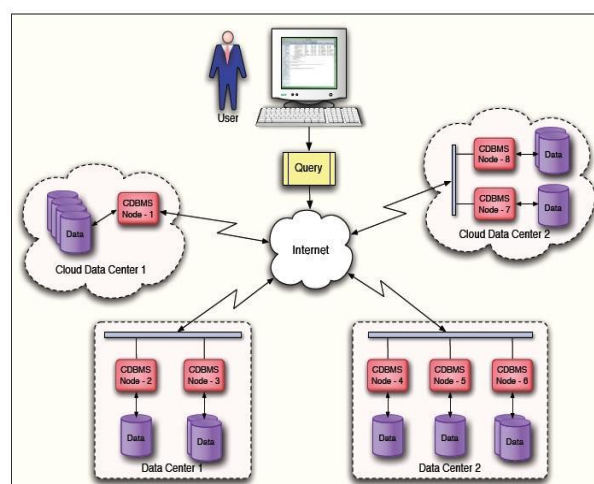 User
Query
Internet
CDBMS
Node - 1
Data
Cloud Data Center 1
CDBMS
Node - 8
Data
CDBMS
Node - 7
Data
Cloud Data Center 2
CDBMS
Node - 2
CDBMS
Node - 3
Data
Data
Data Center 1
CDBMS
Node - 4
CDBMS
Node - 5
CDBMS
Node - 6
Data
Data
Data
Data Center 2